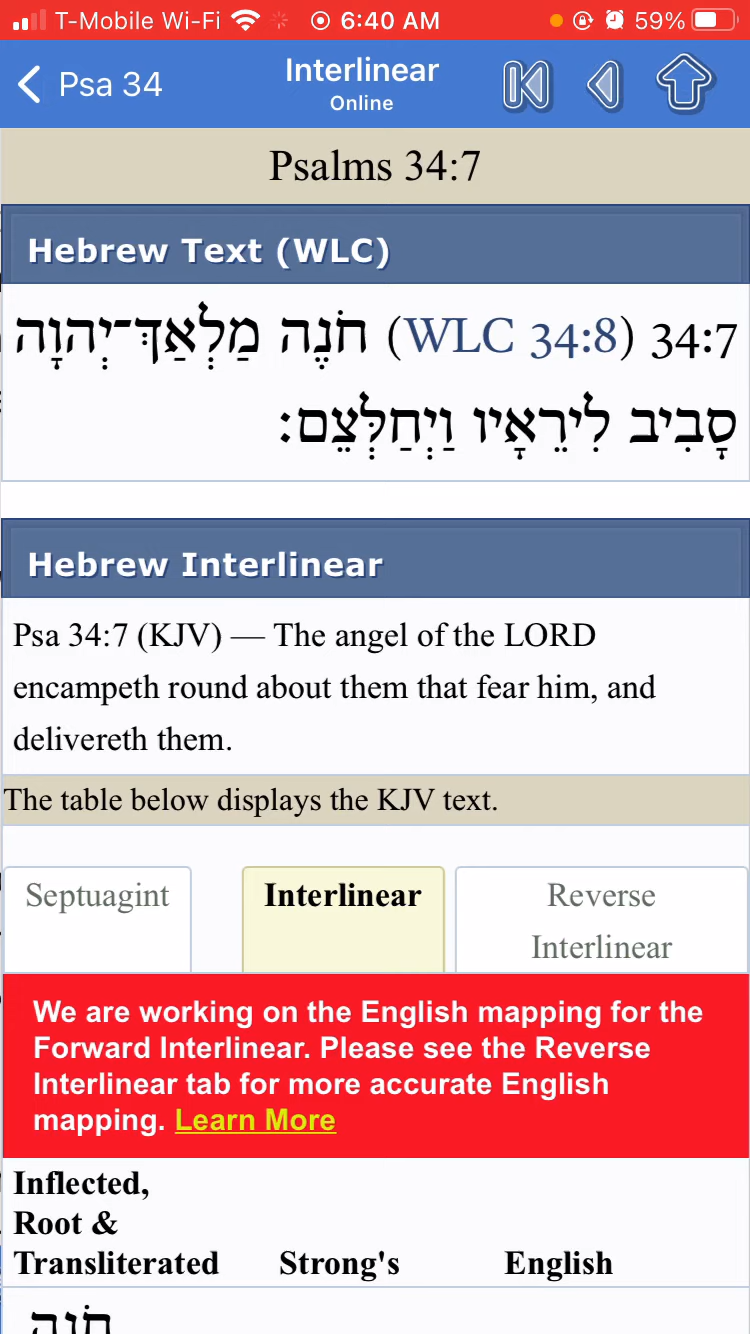 T-Mobile Wi-Fi 6:40 AM 59%
Psa 34
Interlinear
Online
Psalms 34:7
Hebrew Text (WLC)
34:7 (WLC 34:8) חֹנֶה מַלְאַךְ־יְהוָה
סָבִיב לִירֵאָיו וַיְחַלְּצֵם׃
Hebrew Interlinear
Psa 34:7 (KJV) — The angel of the LORD
encampeth round about them that fear him, and
delivereth them.
The table below displays the KJV text.
Septuagint
Interlinear
Reverse
Interlinear
We are working on the English mapping for the
Forward Interlinear. Please see the Reverse
Interlinear tab for more accurate English
mapping. Learn More
Inflected,
Root &
Transliterated Strong's English
חֹנֶה